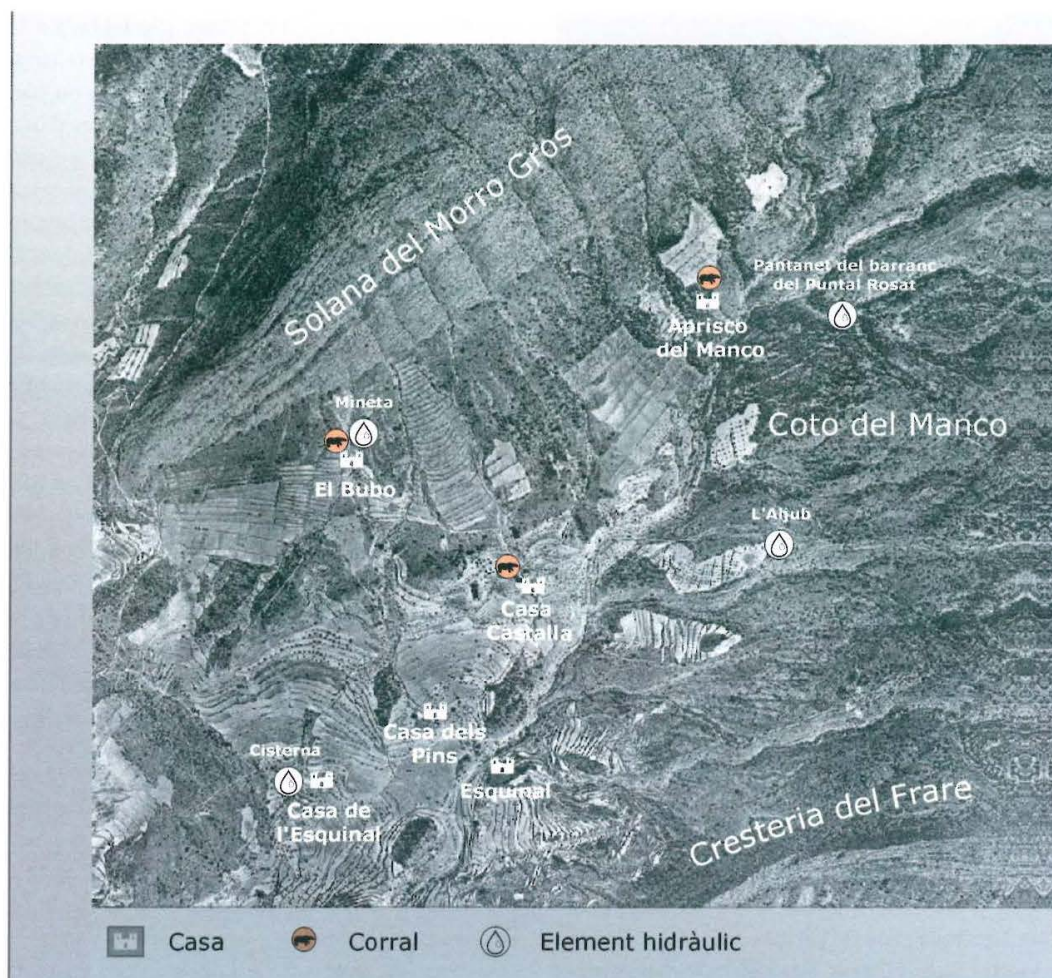 Solana del Morro Gros
Pantanet del barranc
del Puntal Rosat
Aprisco
del Manco
Mineta
Coto del Manco
El Bubo
L'Aljub
Casa
Castalla
Casa dels
Pins
Cisterna
Esquinal
Casa de
l'Esquinal
Cresteria del Frare
Casa
Corral
Element hidràulic